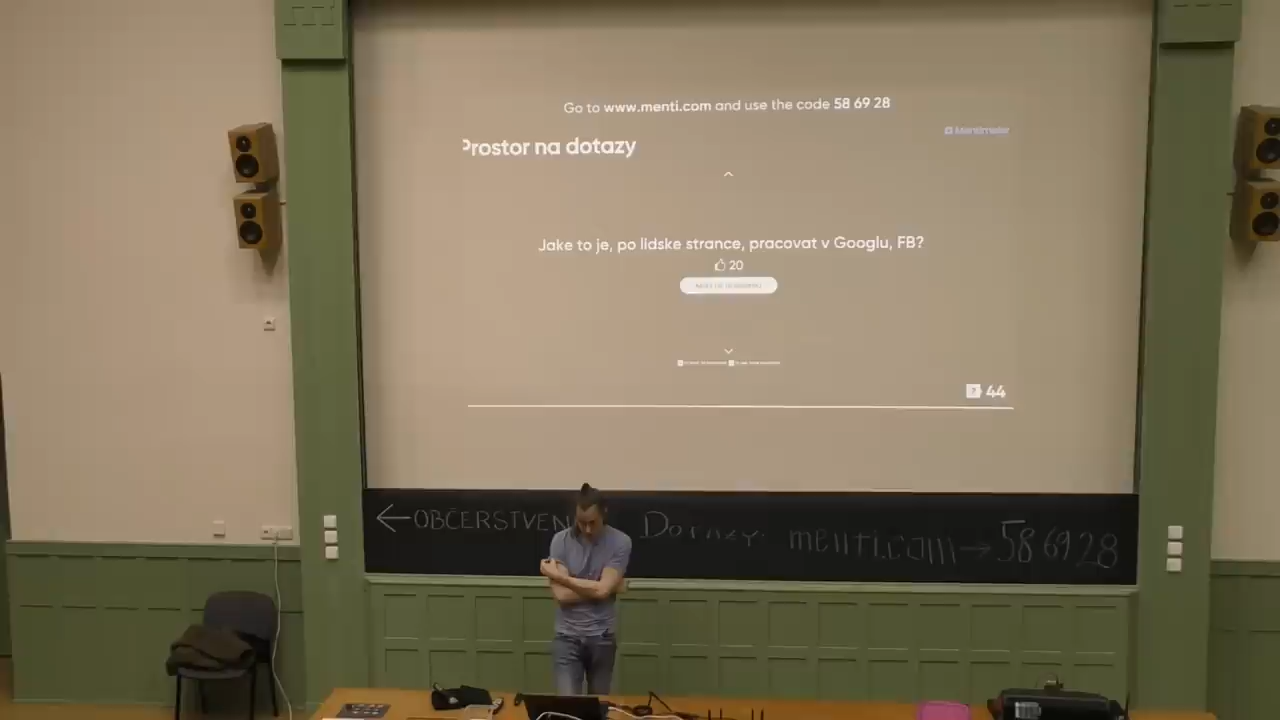 Go to www.menti.com and use the code 58 69 28
Mentimeter
Prostor na dotazy
Jake to je, po lidske strance, pracovat v Googlu, FB?
20
44
← OBČERSTVEN
Dotazy: menti.com → 58 69 28